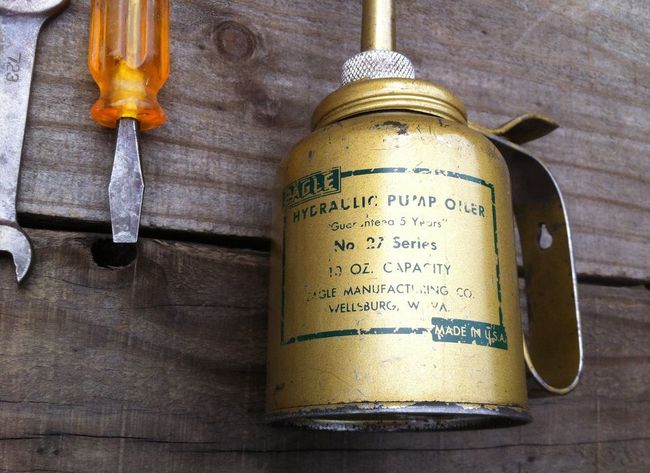 723
EAGLE
HYDRAULIC PUMP OILER
"Guaranteed 5 Years"
No. 27 Series
10 OZ. CAPACITY
EAGLE MANUFACTURING CO.
WELLSBURG, W. VA.
MADE IN U.S.A.